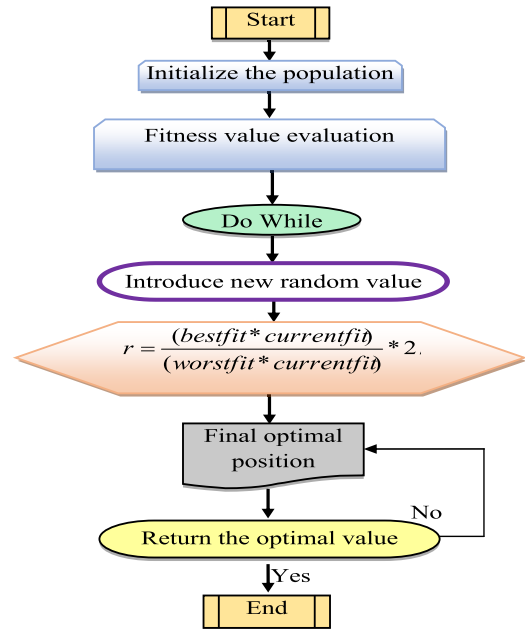 Start
Initialize the population
Fitness value evaluation
Do While
Introduce new random value
r = (bestfit * currentfit) / (worstfit * currentfit) * 2.
Final optimal
position
No
Return the optimal value
Yes
End